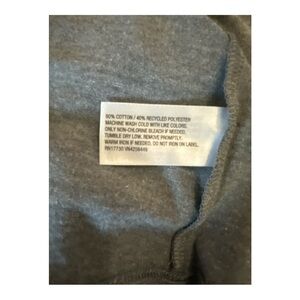 60% COTTON / 40% RECYCLED POLYESTER
MACHINE WASH COLD WITH LIKE COLORS,
ONLY NON-CHLORINE BLEACH IF NEEDED,
TUMBLE DRY LOW, REMOVE PROMPTLY,
WARM IRON IF NEEDED, DO NOT IRON ON LABEL.
RN17730